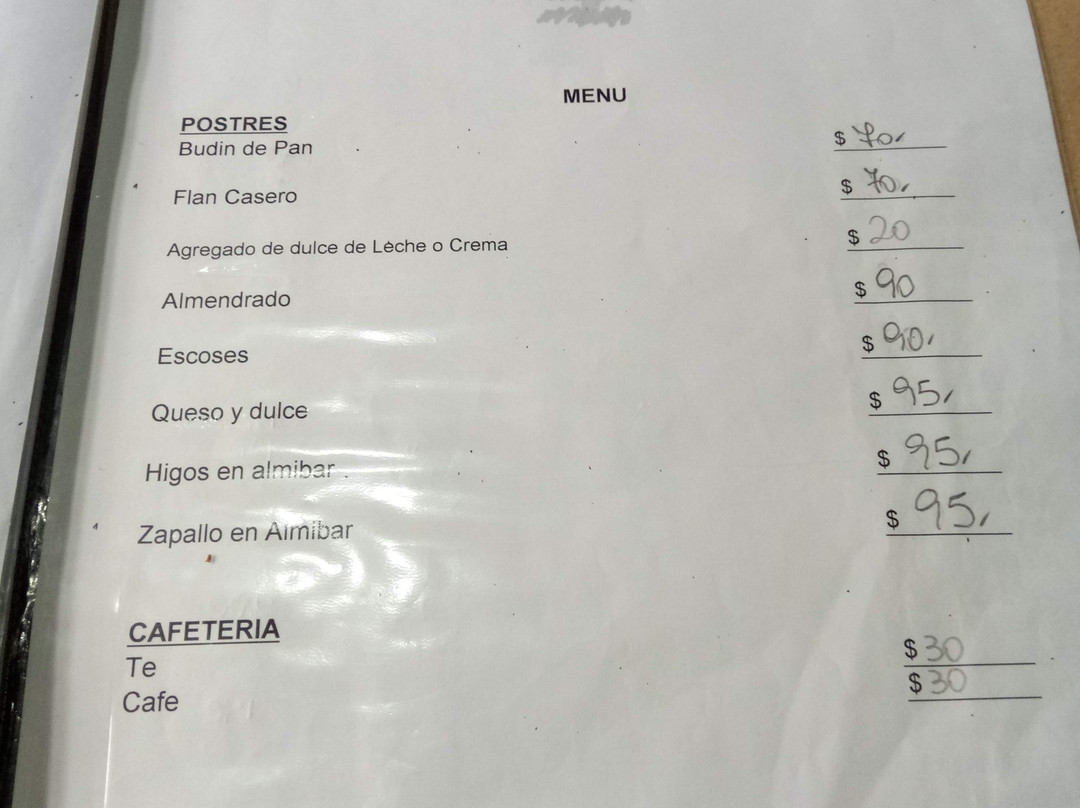 MENU
POSTRES
Budin de Pan $ 70,
Flan Casero $ 70,
Agregado de dulce de Leche o Crema $ 20
Almendrado $ 90
Escoses $ 90,
Queso y dulce $ 95,
Higos en almibar $ 95,
Zapallo en Almibar $ 95,
CAFETERIA
Te $ 30
Cafe $ 30